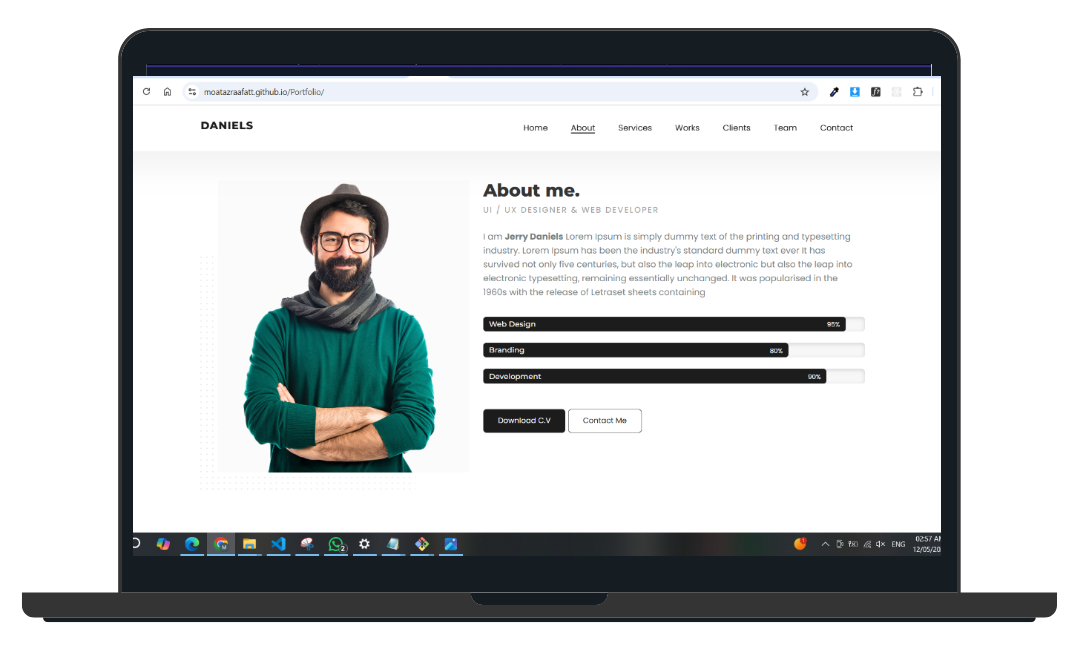 moatazraafatt.github.io/Portfolio/
DANIELS
Home About Services Works Clients Team Contact
About me.
UI / UX DESIGNER & WEB DEVELOPER
I am Jerry Daniels Lorem Ipsum is simply dummy text of the printing and typesetting
industry. Lorem Ipsum has been the industry's standard dummy text ever It has
survived not only five centuries, but also the leap into electronic but also the leap into
electronic typesetting, remaining essentially unchanged. It was popularised in the
1960s with the release of Letraset sheets containing
Web Design 95%
Branding 80%
Development 90%
Download C.V Contact Me
2
ENG
02:57 AM
12/05/20